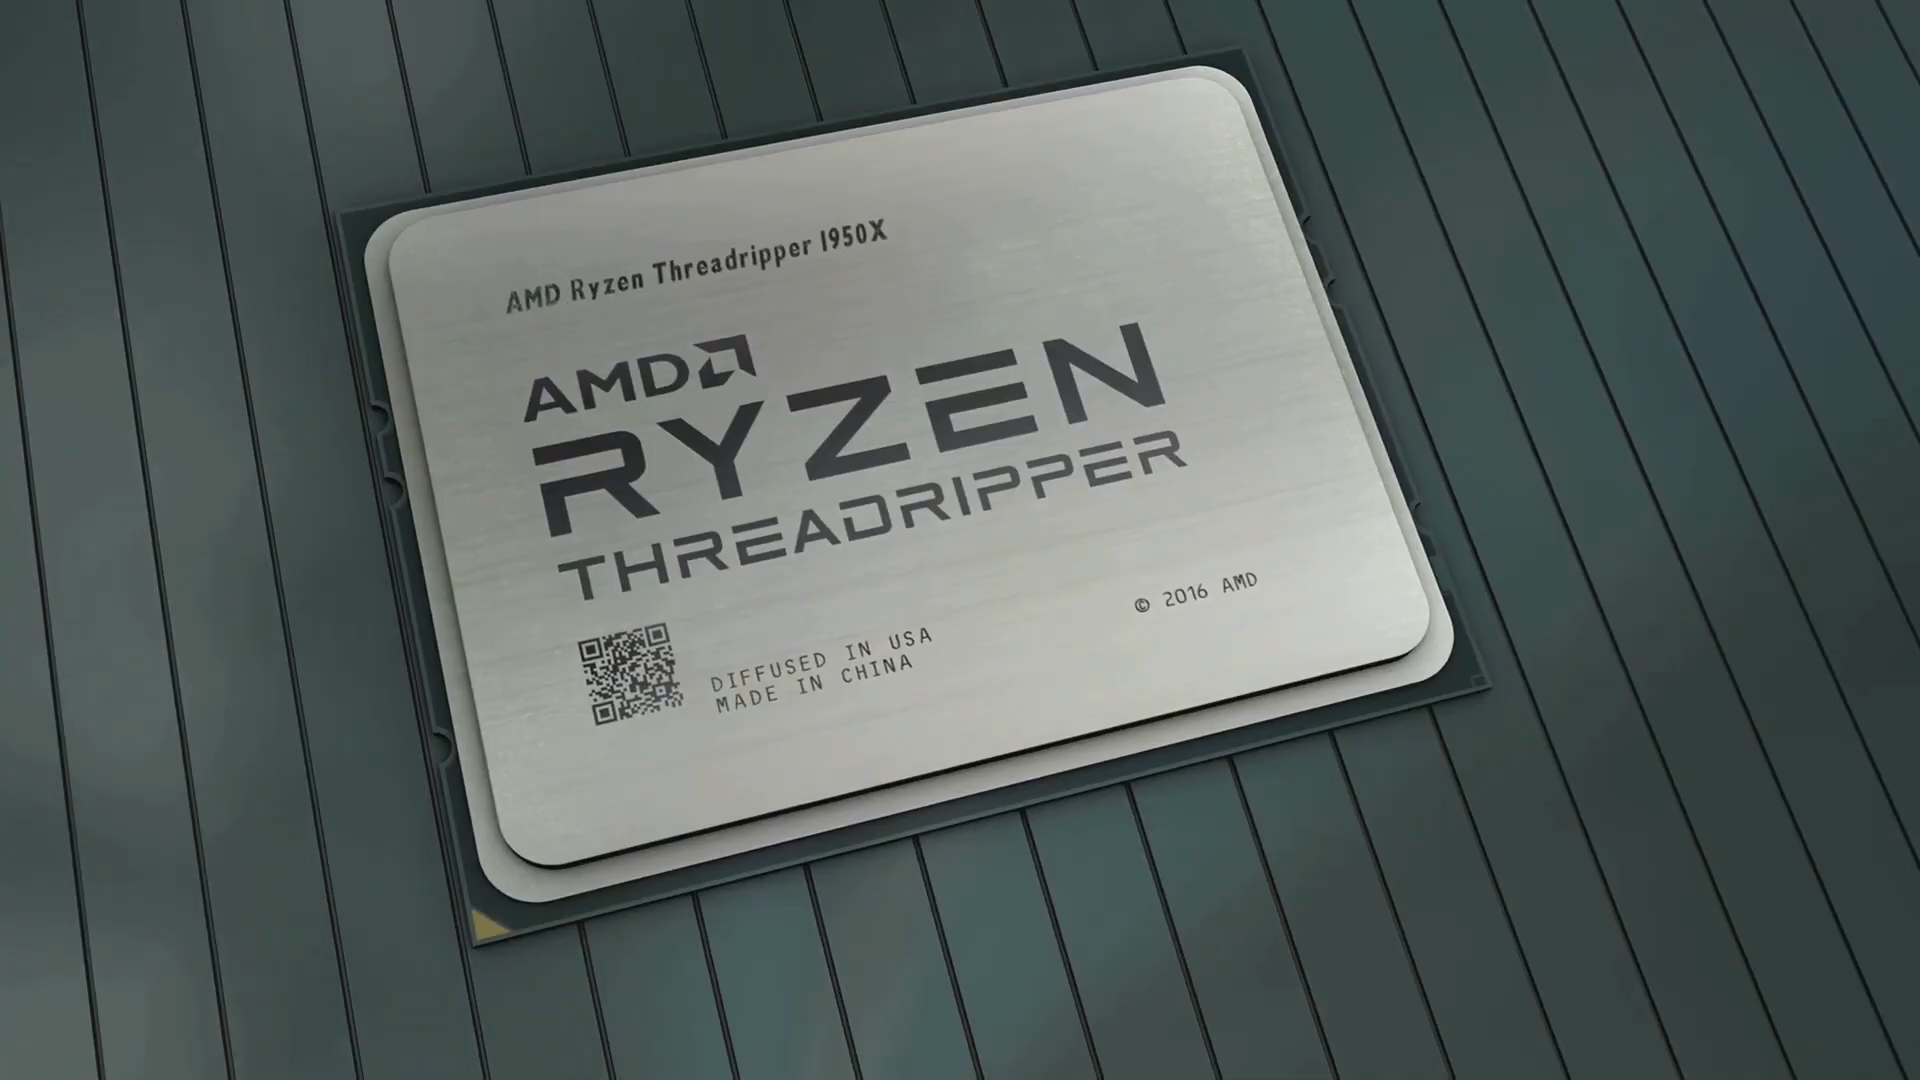 AMD Ryzen Threadripper 1950X
AMD
RYZEN
THREADRIPPER
DIFFUSED IN USA
MADE IN CHINA
© 2016 AMD